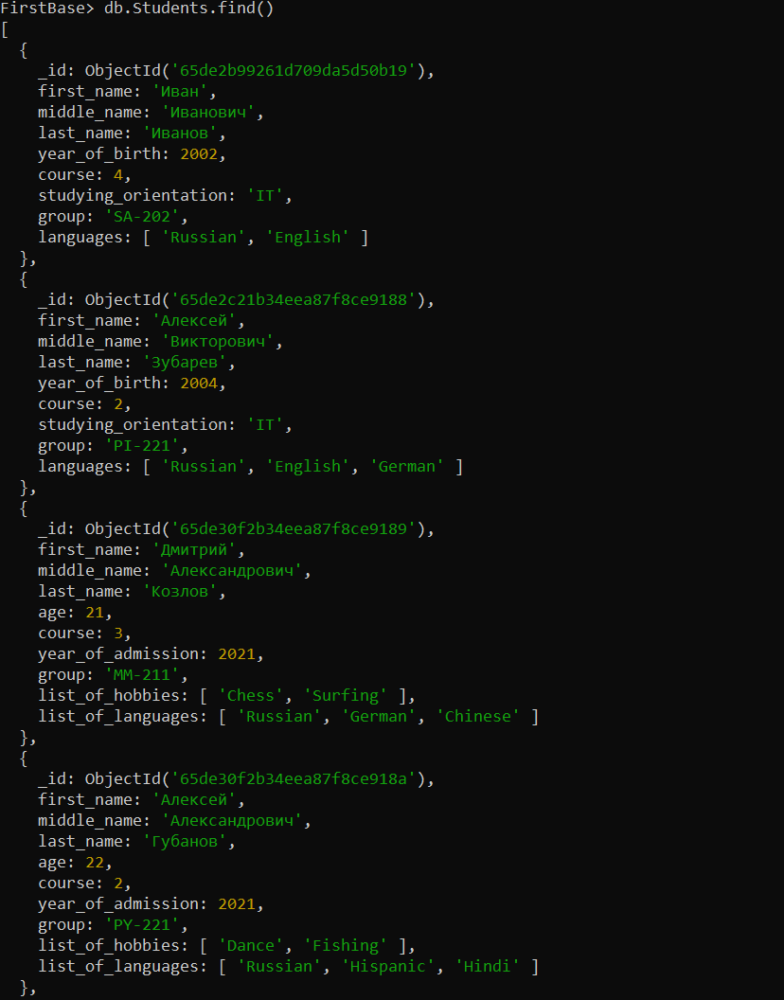 FirstBase> db.Students.find()
[
  {
    _id: ObjectId('65de2b99261d709da5d50b19'),
    first_name: 'Иван',
    middle_name: 'Иванович',
    last_name: 'Иванов',
    year_of_birth: 2002,
    course: 4,
    studying_orientation: 'IT',
    group: 'SA-202',
    languages: [ 'Russian', 'English' ]
  },
  {
    _id: ObjectId('65de2c21b34eea87f8ce9188'),
    first_name: 'Алексей',
    middle_name: 'Викторович',
    last_name: 'Зубарев',
    year_of_birth: 2004,
    course: 2,
    studying_orientation: 'IT',
    group: 'PI-221',
    languages: [ 'Russian', 'English', 'German' ]
  },
  {
    _id: ObjectId('65de30f2b34eea87f8ce9189'),
    first_name: 'Дмитрий',
    middle_name: 'Александрович',
    last_name: 'Козлов',
    age: 21,
    course: 3,
    year_of_admission: 2021,
    group: 'MM-211',
    list_of_hobbies: [ 'Chess', 'Surfing' ],
    list_of_languages: [ 'Russian', 'German', 'Chinese' ]
  },
  {
    _id: ObjectId('65de30f2b34eea87f8ce918a'),
    first_name: 'Алексей',
    middle_name: 'Александрович',
    last_name: 'Губанов',
    age: 22,
    course: 2,
    year_of_admission: 2021,
    group: 'PY-221',
    list_of_hobbies: [ 'Dance', 'Fishing' ],
    list_of_languages: [ 'Russian', 'Hispanic', 'Hindi' ]
  },